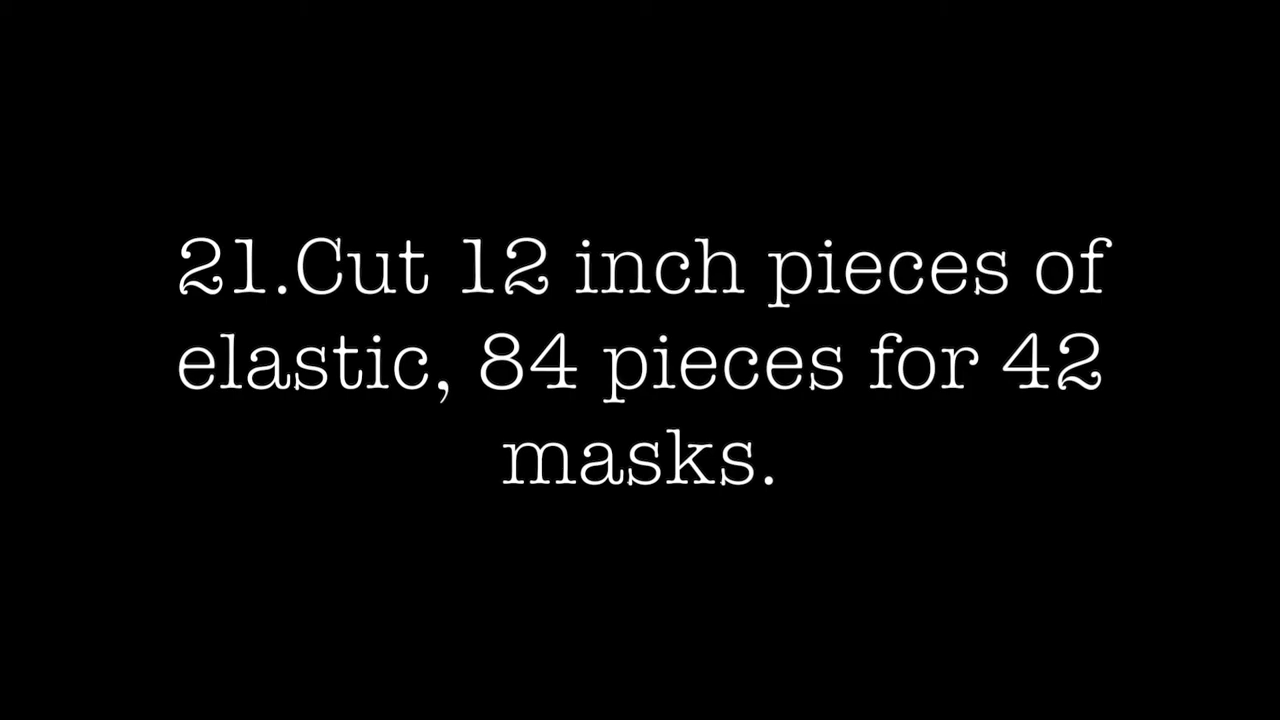 21.Cut 12 inch pieces of
elastic, 84 pieces for 42
masks.